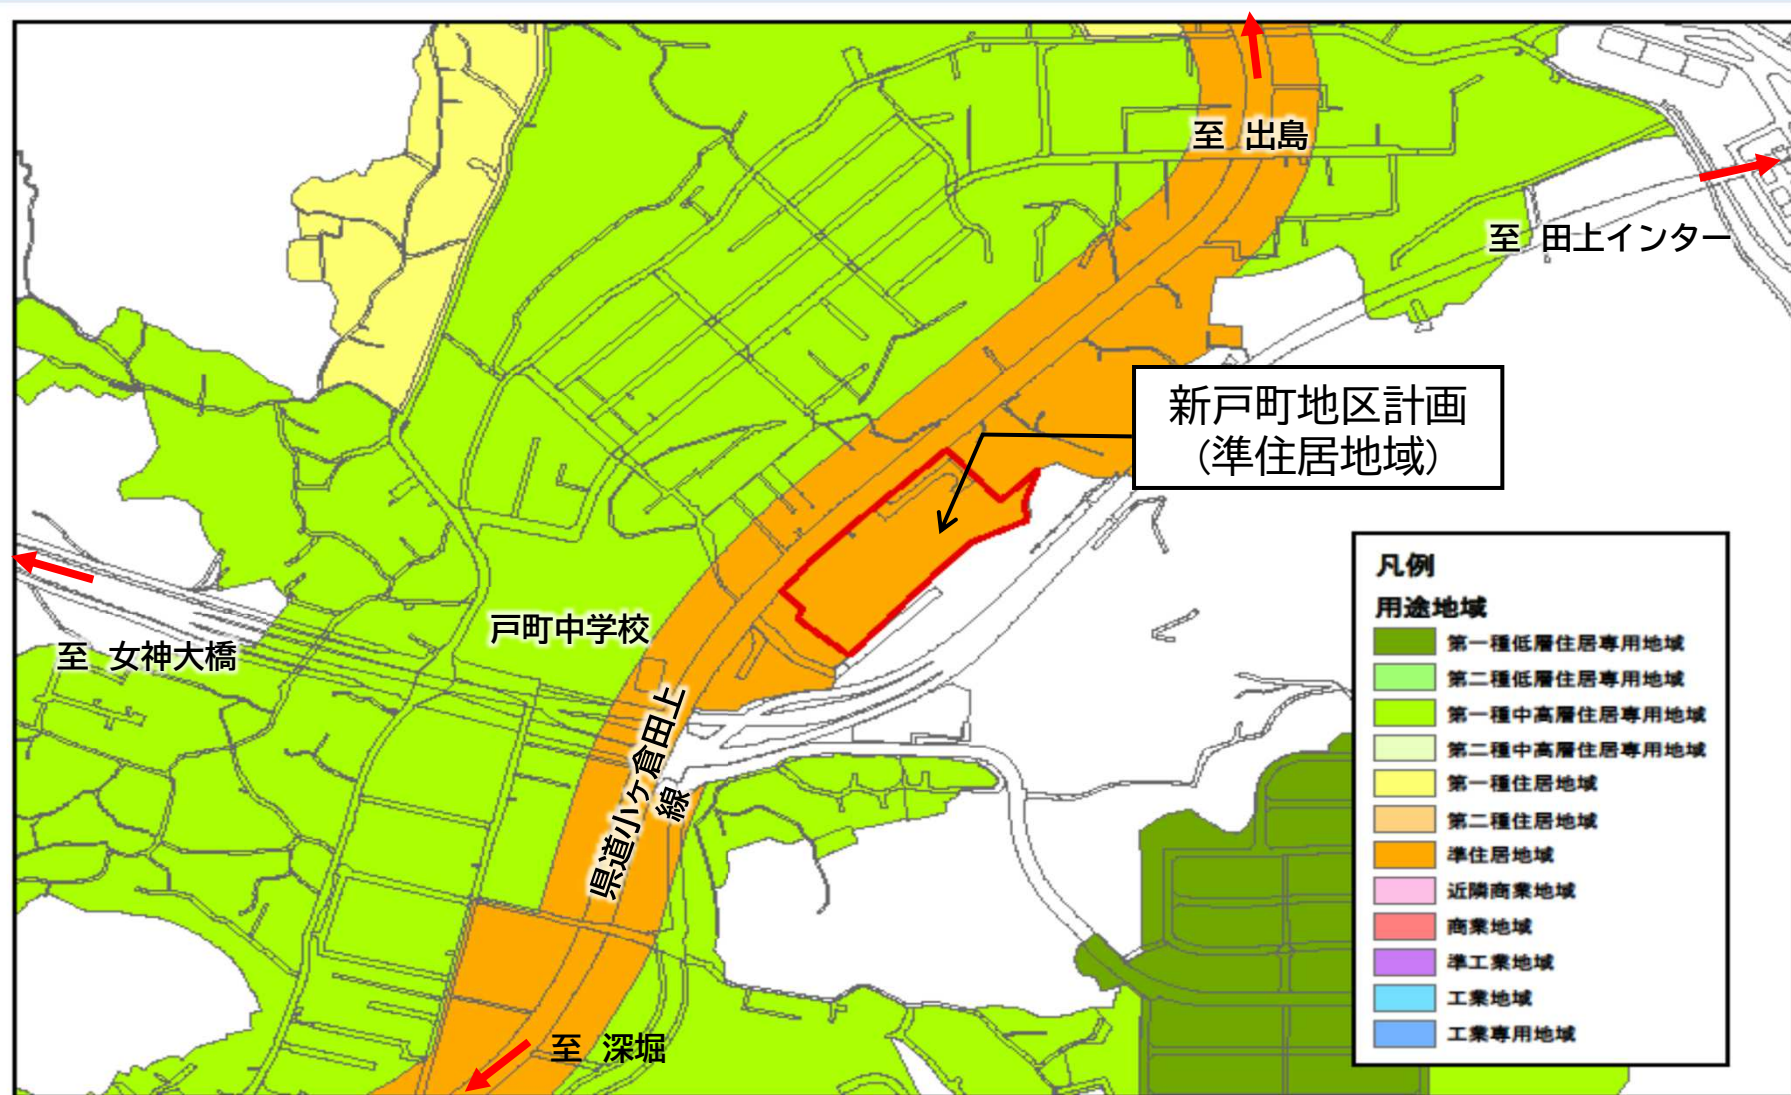 至 出島
至 田上インター
新戸町地区計画
（準住居地域）
戸町中学校
至 女神大橋
県道小ケ倉田上
線
至 深堀
凡例
用途地域
第一種低層住居専用地域
第二種低層住居専用地域
第一種中高層住居専用地域
第二種中高層住居専用地域
第一種住居地域
第二種住居地域
準住居地域
近隣商業地域
商業地域
準工業地域
工業地域
工業専用地域